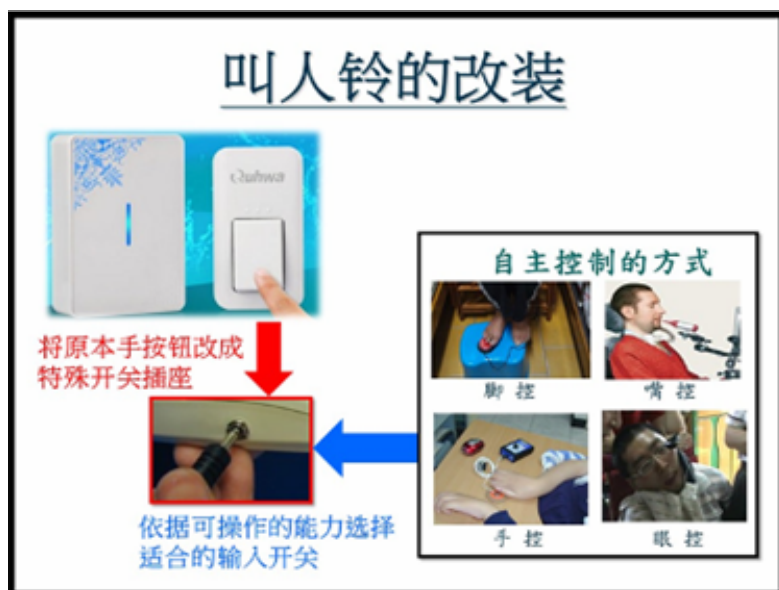 叫人铃的改装
Quhwa
将原本手按钮改成
特殊开关插座
依据可操作的能力选择
适合的输入开关
自主控制的方式
脚 控
嘴 控
手 控
眼 控